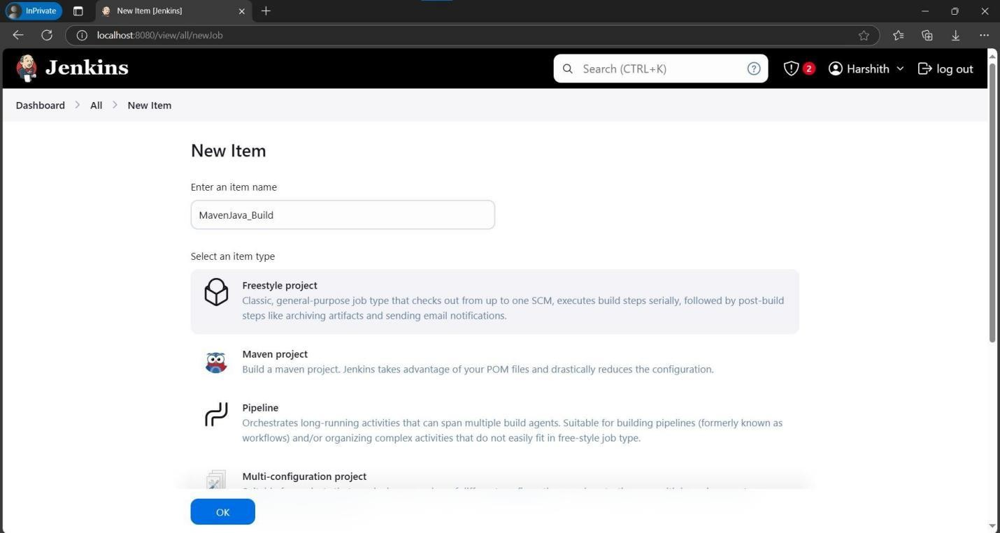 InPrivate
New Item [Jenkins]
localhost:8080/view/all/newJob
Jenkins
Search (CTRL+K)
2
Harshith
log out
Dashboard
All
New Item
New Item
Enter an item name
MavenJava_Build
Select an item type
Freestyle project
Classic, general-purpose job type that checks out from up to one SCM, executes build steps serially, followed by post-build
steps like archiving artifacts and sending email notifications.
Maven project
Build a maven project. Jenkins takes advantage of your POM files and drastically reduces the configuration.
Pipeline
Orchestrates long-running activities that can span multiple build agents. Suitable for building pipelines (formerly known as
workflows) and/or organizing complex activities that do not easily fit in free-style job type.
Multi-configuration project
OK